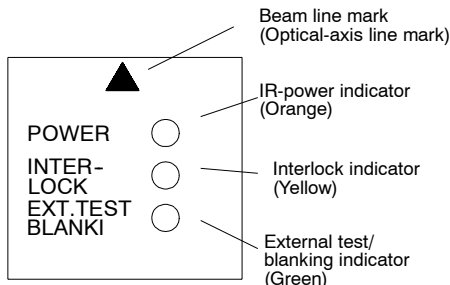 Beam line mark
(Optical-axis line mark)
IR-power indicator
(Orange)
POWER
INTER-
LOCK
Interlock indicator
(Yellow)
EXT.TEST
BLANKI
External test/
blanking indicator
(Green)